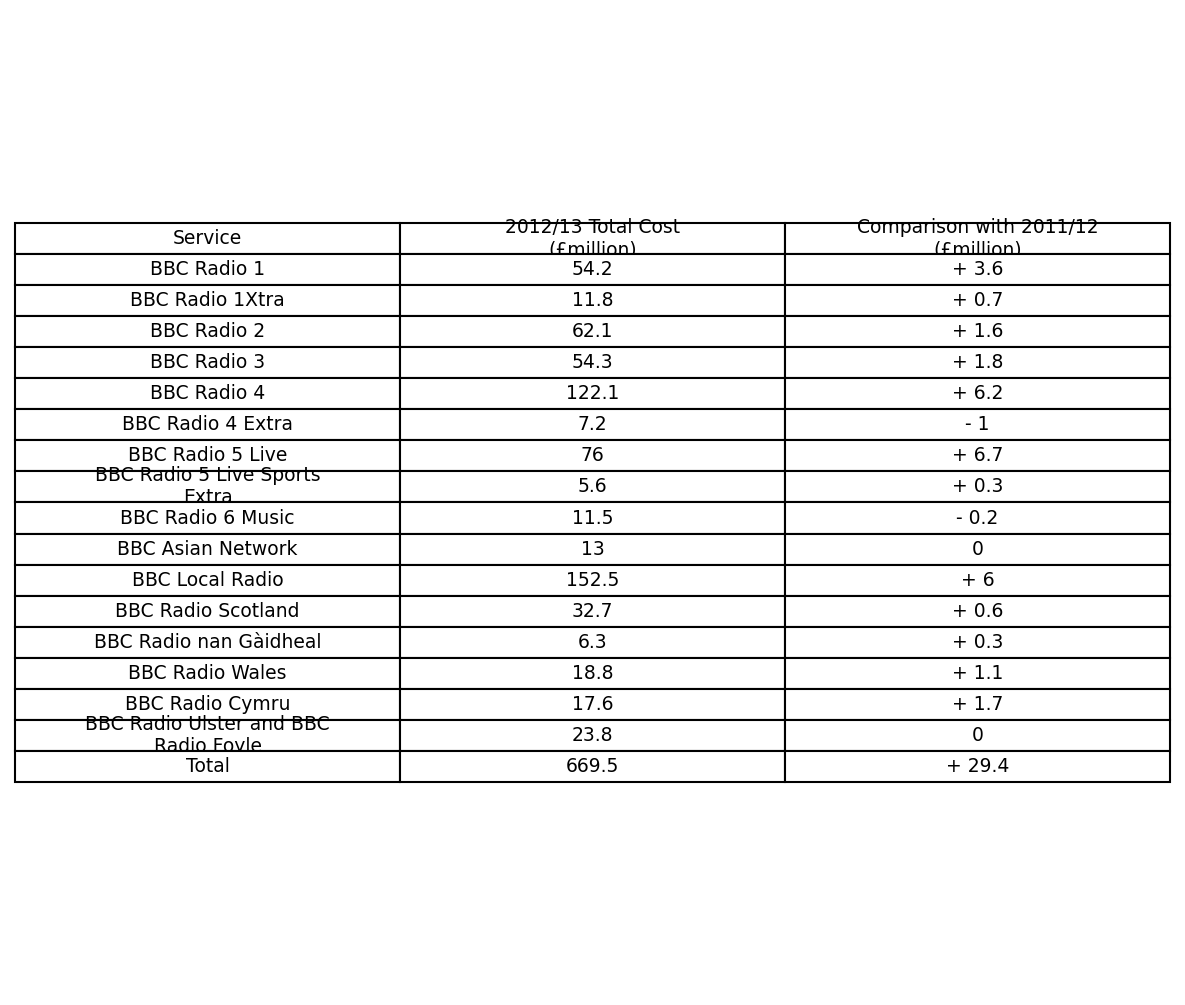 Service 2012/13 Total Cost (£million) Comparison with 2011/12 (£million)
BBC Radio 1 54.2 + 3.6
BBC Radio 1Xtra 11.8 + 0.7
BBC Radio 2 62.1 + 1.6
BBC Radio 3 54.3 + 1.8
BBC Radio 4 122.1 + 6.2
BBC Radio 4 Extra 7.2 - 1
BBC Radio 5 Live 76 + 6.7
BBC Radio 5 Live Sports Extra 5.6 + 0.3
BBC Radio 6 Music 11.5 - 0.2
BBC Asian Network 13 0
BBC Local Radio 152.5 + 6
BBC Radio Scotland 32.7 + 0.6
BBC Radio nan Gàidheal 6.3 + 0.3
BBC Radio Wales 18.8 + 1.1
BBC Radio Cymru 17.6 + 1.7
BBC Radio Ulster and BBC Radio Foyle 23.8 0
Total 669.5 + 29.4